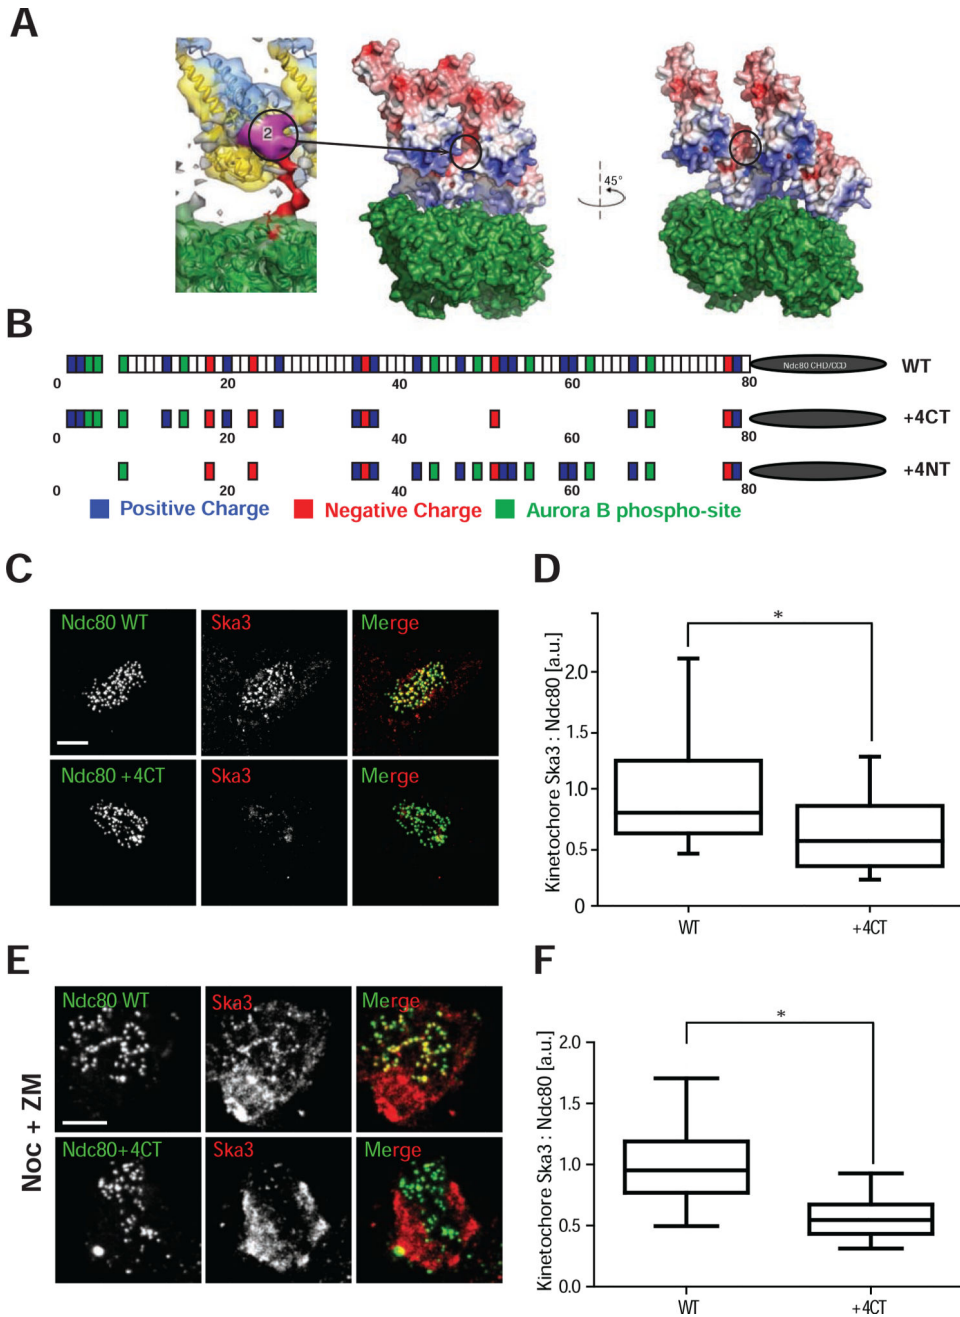 A
2
45°
B
Ndc80 CHD/CCD
WT
0 20 40 60 80
+4CT
0 20 40 60 80
+4NT
0 20 40 60 80
Positive Charge Negative Charge Aurora B phospho-site
C
Ndc80 WT Ska3 Merge
Ndc80 +4CT Ska3 Merge
D
Kinetochore Ska3 : Ndc80 [a.u.]
*
2.0
1.5
1.0
0.5
0
WT +4CT
E
Noc + ZM
Ndc80 WT Ska3 Merge
Ndc80+4CT Ska3 Merge
F
Kinetochore Ska3 : Ndc80 [a.u.]
*
2.0
1.5
1.0
0.5
0.0
WT +4CT